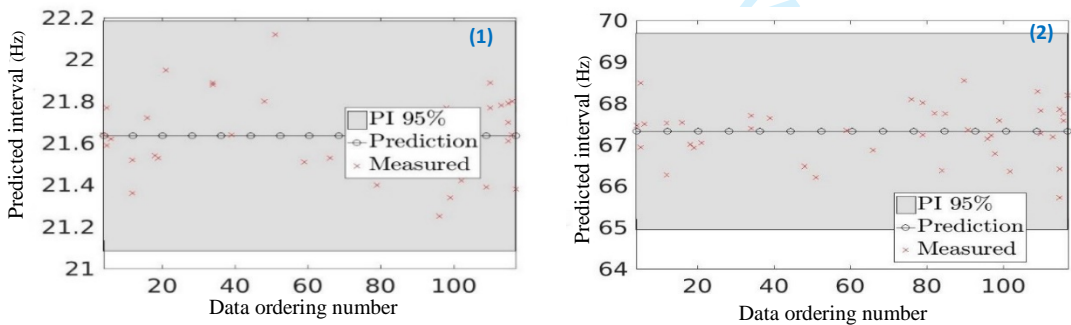 (1)
Predicted interval (Hz)
22.2
22
21.8
21.6
21.4
21.2
21
20
40
60
80
100
Data ordering number
PI 95%
Prediction
Measured
(2)
Predicted interval (Hz)
70
69
68
67
66
65
64
20
40
60
80
100
Data ordering number
PI 95%
Prediction
Measured